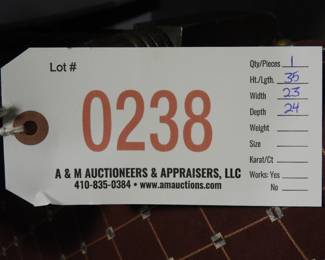 Lot #
0238
A & M AUCTIONEERS & APPRAISERS, LLC
410-835-0384 • www.amauctions.com
Qty/Pieces 1
Ht./Lgth. 35
Width 23
Depth 24
Weight
Size
Karat/Ct
Works: Yes
No